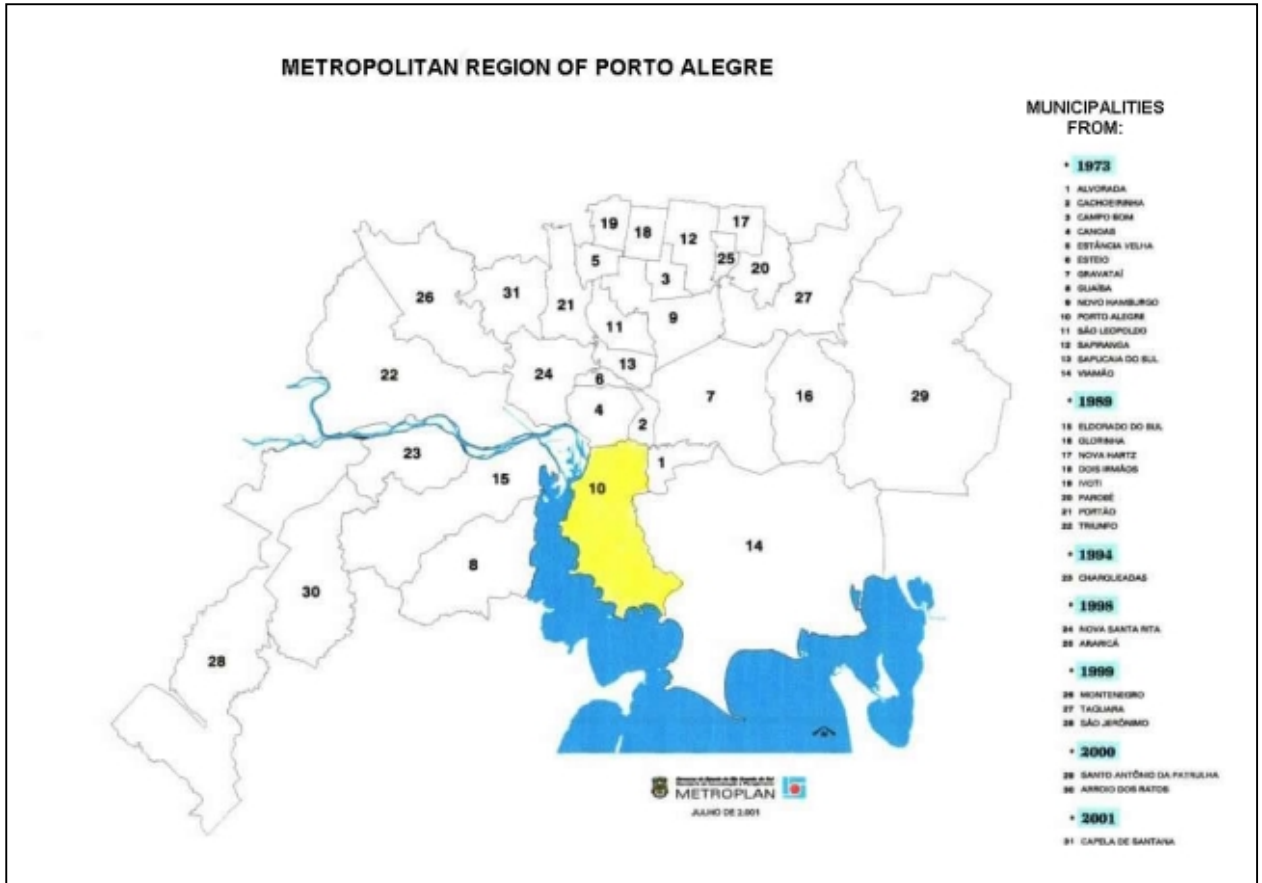 METROPOLITAN REGION OF PORTO ALEGRE
MUNICIPALITIES
FROM:
• 1973
1 ALVORADA
2 CACHOEIRINHA
3 CAMPO BOM
4 CANOAS
5 ESTÂNCIA VELHA
6 ESTEIO
7 GRAVATAÍ
8 GUAÍBA
9 NOVO HAMBURGO
10 PORTO ALEGRE
11 SÃO LEOPOLDO
12 SAPIRANGA
13 SAPUCAIA DO SUL
14 VIAMÃO
• 1989
15 ELDORADO DO SUL
16 GLORINHA
17 NOVA HARTZ
18 DOIS IRMÃOS
19 IVOTI
20 PAROBÉ
21 PORTÃO
22 TRIUNFO
• 1994
23 CHARQUEADAS
• 1998
24 NOVA SANTA RITA
25 ARARICÁ
• 1999
26 MONTENEGRO
27 TAQUARA
28 SÃO JERÔNIMO
• 2000
29 SANTO ANTÔNIO DA PATRULHA
30 ARROIO DOS RATOS
• 2001
31 CAPELA DE SANTANA
19
18
12
17
5
3
25
20
26
31
21
27
11
9
13
22
24
6
7
16
29
4
2
23
1
15
10
14
8
30
28
METROPLAN
JULHO DE 2.001